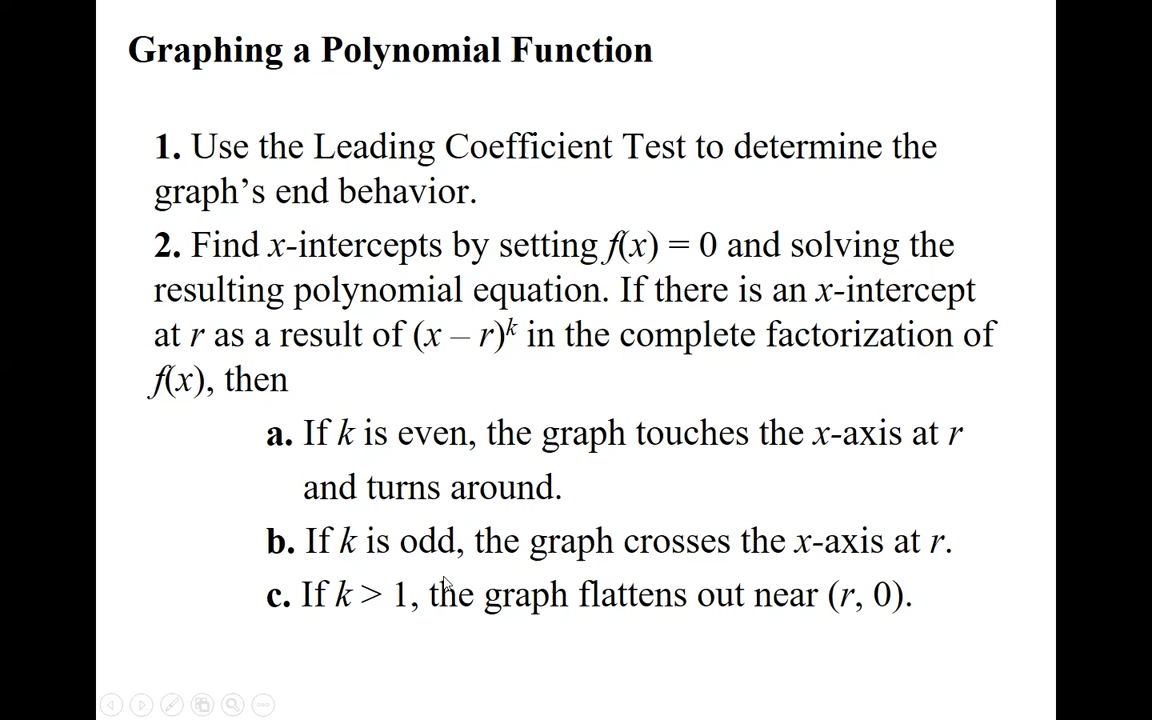 Graphing a Polynomial Function
1. Use the Leading Coefficient Test to determine the
graph’s end behavior.
2. Find x-intercepts by setting f(x) = 0 and solving the
resulting polynomial equation. If there is an x-intercept
at r as a result of (x – r)^k in the complete factorization of
f(x), then
a. If k is even, the graph touches the x-axis at r
and turns around.
b. If k is odd, the graph crosses the x-axis at r.
c. If k > 1, the graph flattens out near (r, 0).